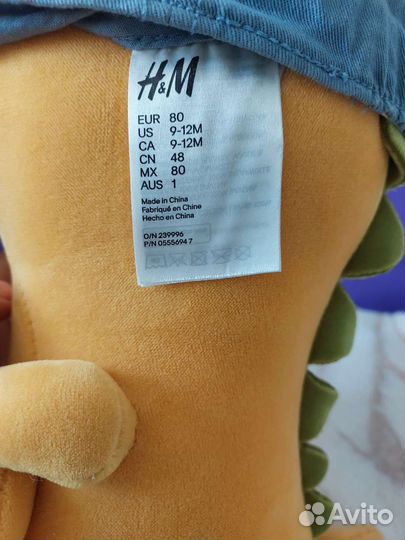 H&M
EUR 80
US 9-12M
CA 9-12M
CN 48
MX 80
AUS 1
Made in China
Fabriqué en Chine
Hecho en China
O/N 239996
P/N 0556947
Avito